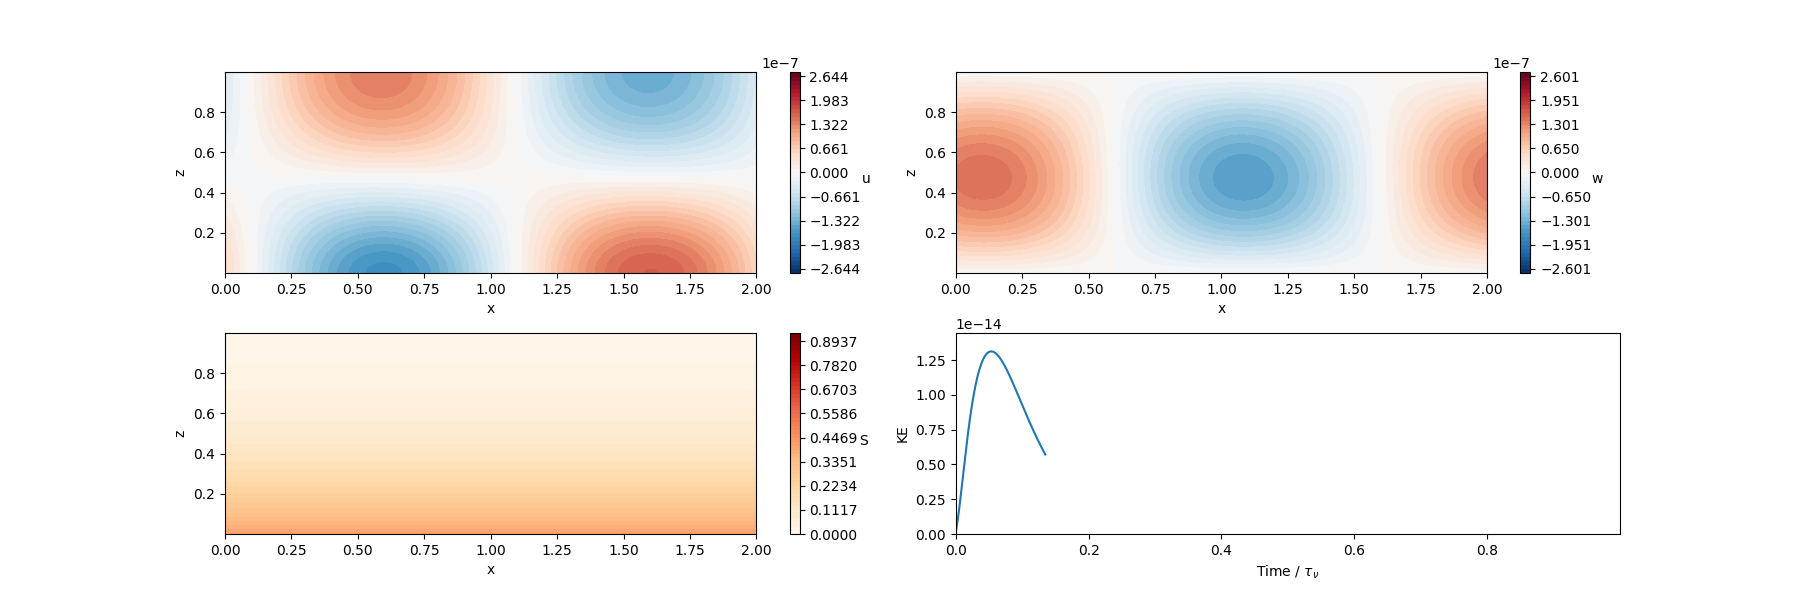 1e−7
2.644
1.983
1.322
0.661
0.000
−0.661
−1.322
−1.983
−2.644
u
0.8
0.6
0.4
0.2
z
0.00 0.25 0.50 0.75 1.00 1.25 1.50 1.75 2.00
x
1e−7
2.601
1.951
1.301
0.650
0.000
−0.650
−1.301
−1.951
−2.601
w
0.8
0.6
0.4
0.2
z
0.00 0.25 0.50 0.75 1.00 1.25 1.50 1.75 2.00
x
0.8937
0.7820
0.6703
0.5586
0.4469
0.3351
0.2234
0.1117
0.0000
S
0.8
0.6
0.4
0.2
z
0.00 0.25 0.50 0.75 1.00 1.25 1.50 1.75 2.00
x
1e−14
1.25
1.00
0.75
0.50
0.25
0.00
KE
0.0 0.2 0.4 0.6 0.8
Time / τν